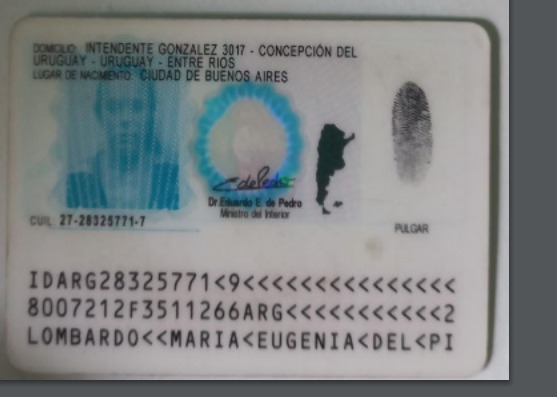 DOMICILIO: INTENDENTE GONZALEZ 3017 - CONCEPCIÓN DEL
URUGUAY - URUGUAY - ENTRE RIOS
LUGAR DE NACIMIENTO: CIUDAD DE BUENOS AIRES
Dr. Eduardo E. de Pedro
Ministro del Interior
CUIL: 27-28325771-7
PULGAR
IDARG28325771<9<<<<<<<<<<<<<<<
8007212F3511266ARG<<<<<<<<<<<2
LOMBARDO<<MARIA<EUGENIA<DEL<PI